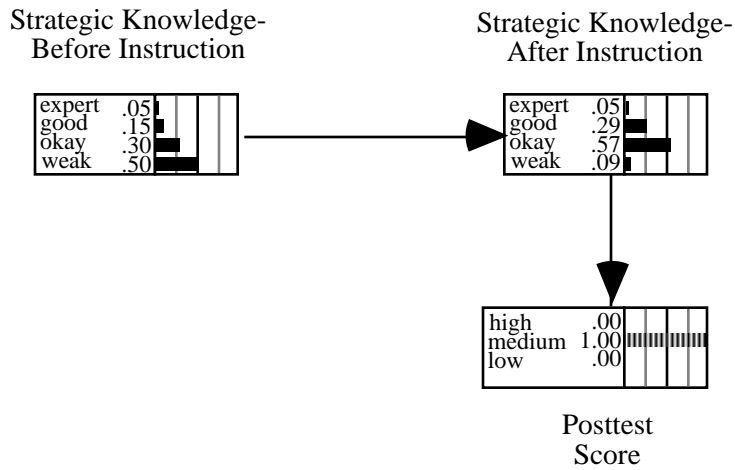 Strategic Knowledge-
Before Instruction
expert .05
good .15
okay .30
weak .50
Strategic Knowledge-
After Instruction
expert .05
good .29
okay .57
weak .09
high .00
medium 1.00
low .00
Posttest
Score